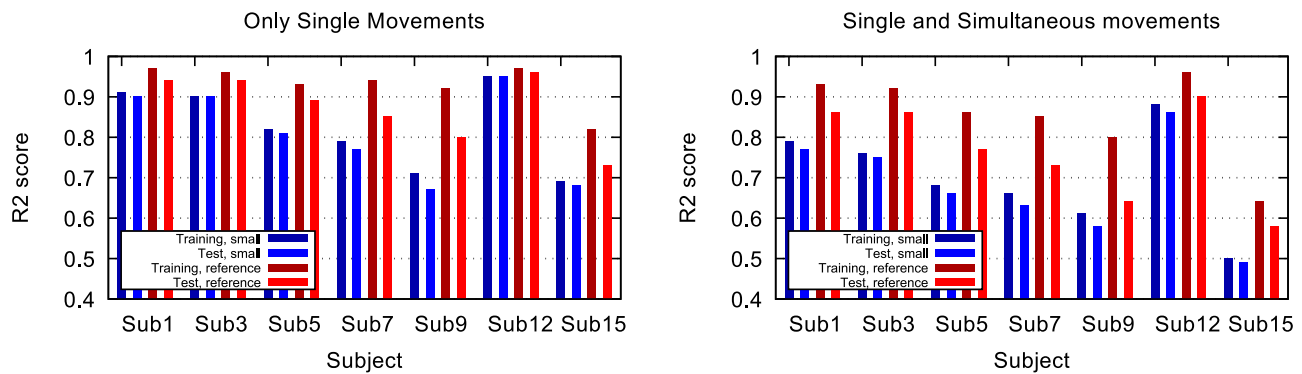 Only Single Movements
R2 score
1
0.9
0.8
0.7
0.6
0.5
0.4
Training, small
Test, small
Training, reference
Test, reference
Sub1 Sub3 Sub5 Sub7 Sub9 Sub12 Sub15
Subject
Single and Simultaneous movements
R2 score
1
0.9
0.8
0.7
0.6
0.5
0.4
Training, small
Test, small
Training, reference
Test, reference
Sub1 Sub3 Sub5 Sub7 Sub9 Sub12 Sub15
Subject